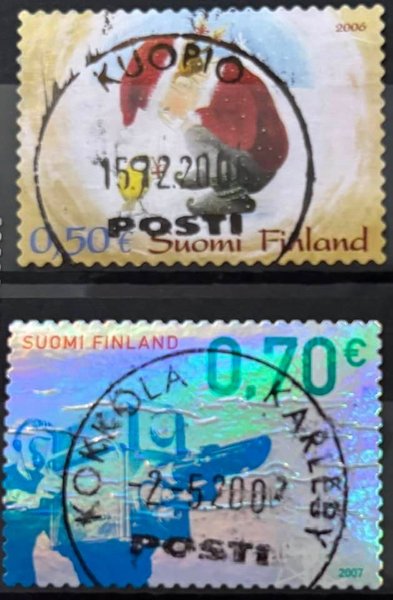 2006
KUOPIO
15.12.2006
POSTI
0,50€ Suomi Finland
SUOMI FINLAND
0,70€
KOKKOLA KARLEBY
-2.-5.2007
POSTI
2007